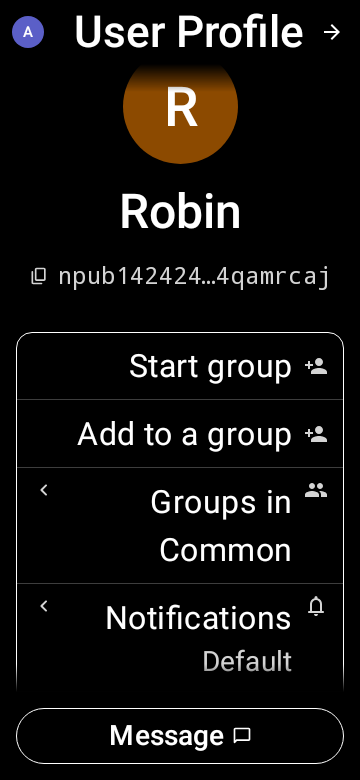 A
User Profile
R
Robin
npub142424…4qamrcaj
Start group
Add to a group
Groups in
Common
Notifications
Default
Message